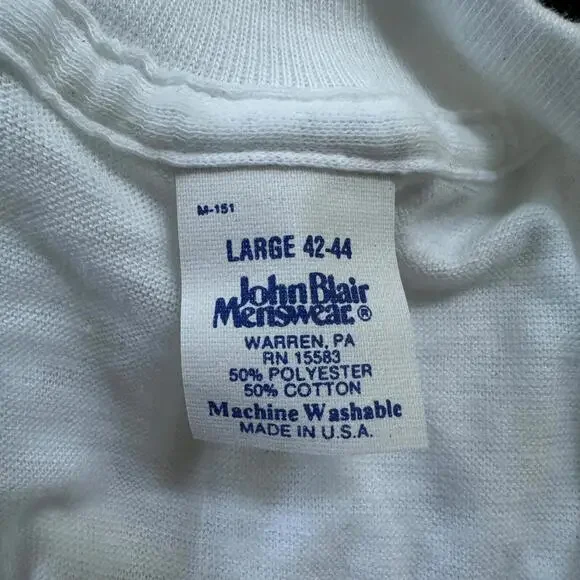 M-151
LARGE 42-44
John Blair
Menswear.®
WARREN, PA
RN 15583
50% POLYESTER
50% COTTON
Machine Washable
MADE IN U.S.A.